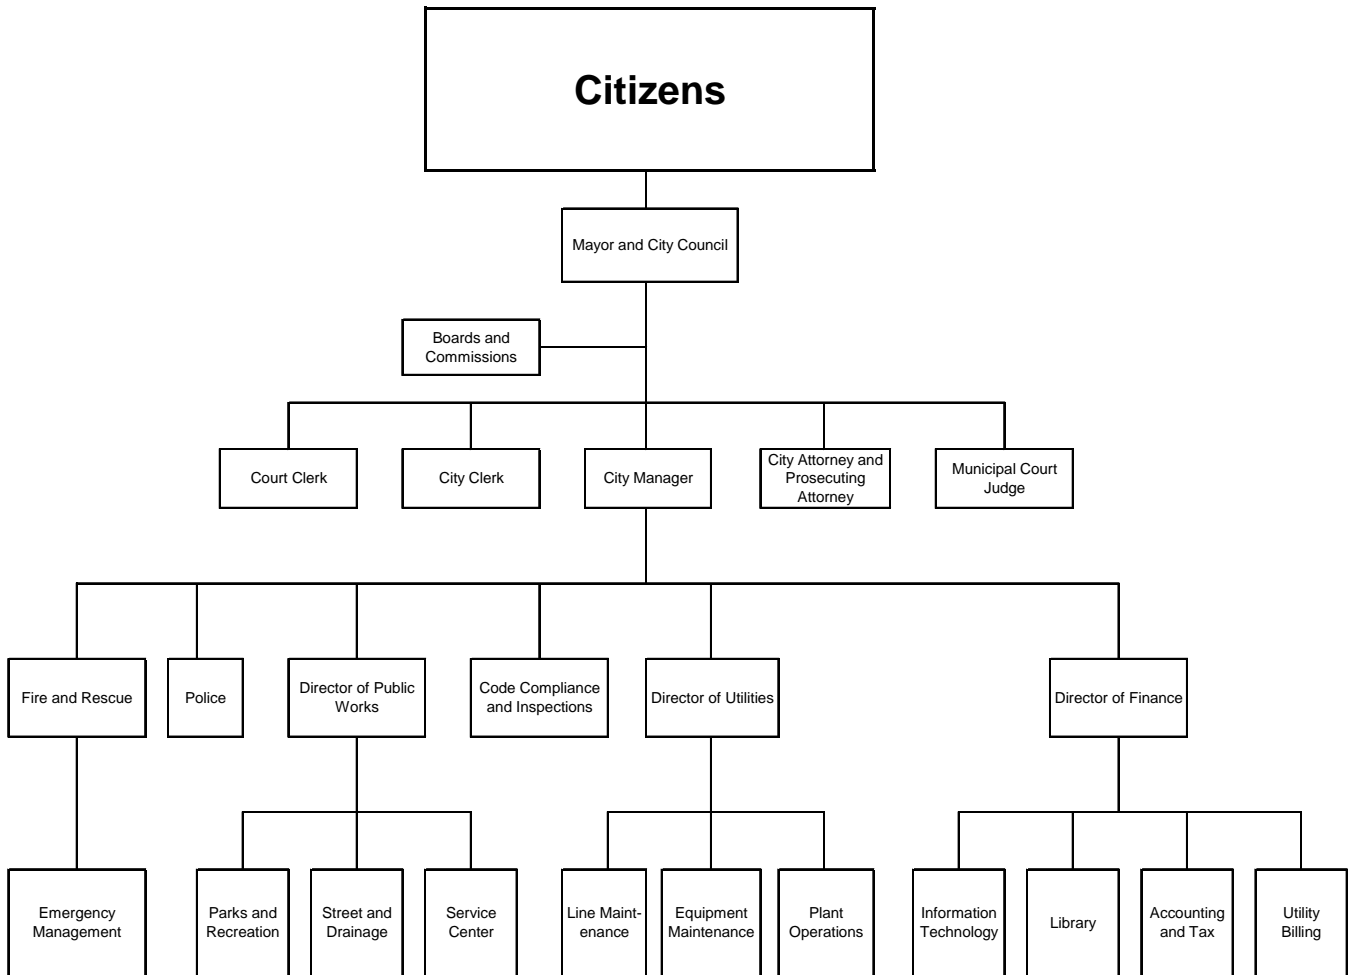 Citizens
Mayor and City Council
Boards and
Commissions
Court Clerk
City Clerk
City Manager
City Attorney and
Prosecuting
Attorney
Municipal Court
Judge
Fire and Rescue
Police
Director of Public
Works
Code Compliance
and Inspections
Director of Utilities
Director of Finance
Emergency
Management
Parks and
Recreation
Street and
Drainage
Service
Center
Line Maint-
enance
Equipment
Maintenance
Plant
Operations
Information
Technology
Library
Accounting
and Tax
Utility
Billing